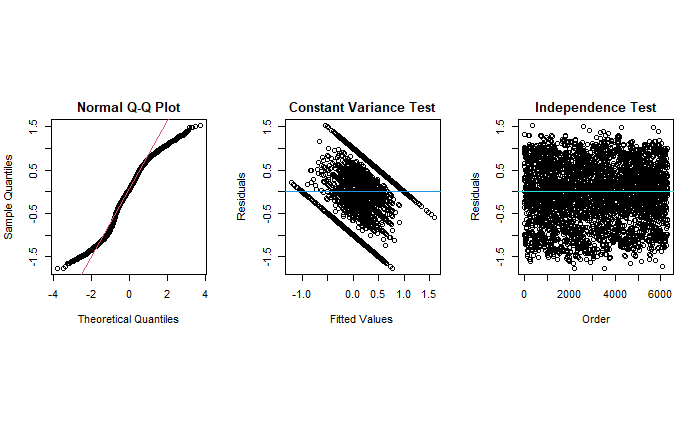 Normal Q-Q Plot
Sample Quantiles
1.5
0.5
-0.5
-1.5
-4
-2
0
2
4
Theoretical Quantiles
Constant Variance Test
Residuals
1.5
0.5
-0.5
-1.5
-1.0
0.0
0.5
1.0
1.5
Fitted Values
Independence Test
Residuals
1.5
0.5
-0.5
-1.5
0
2000
4000
6000
Order